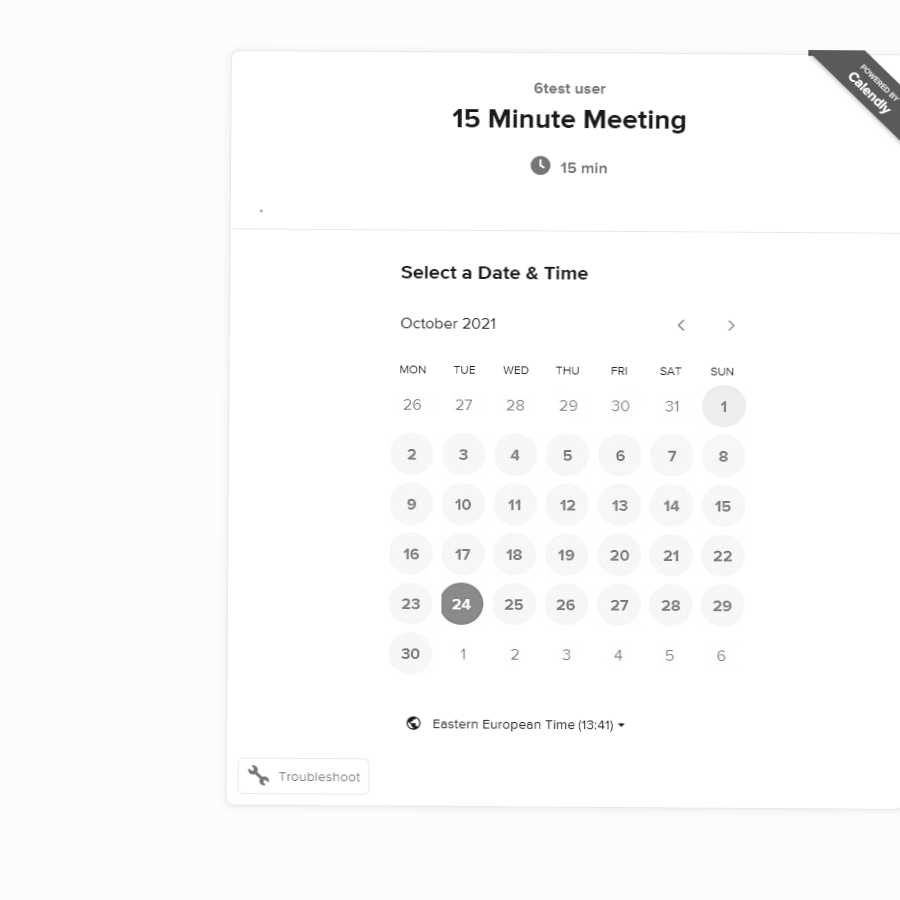 POWERED BY
Calendly
6test user
15 Minute Meeting
15 min
.
Select a Date & Time
October 2021
MON TUE WED THU FRI SAT SUN
26 27 28 29 30 31 1
2 3 4 5 6 7 8
9 10 11 12 13 14 15
16 17 18 19 20 21 22
23 24 25 26 27 28 29
30 1 2 3 4 5 6
Eastern European Time (13:41)
Troubleshoot